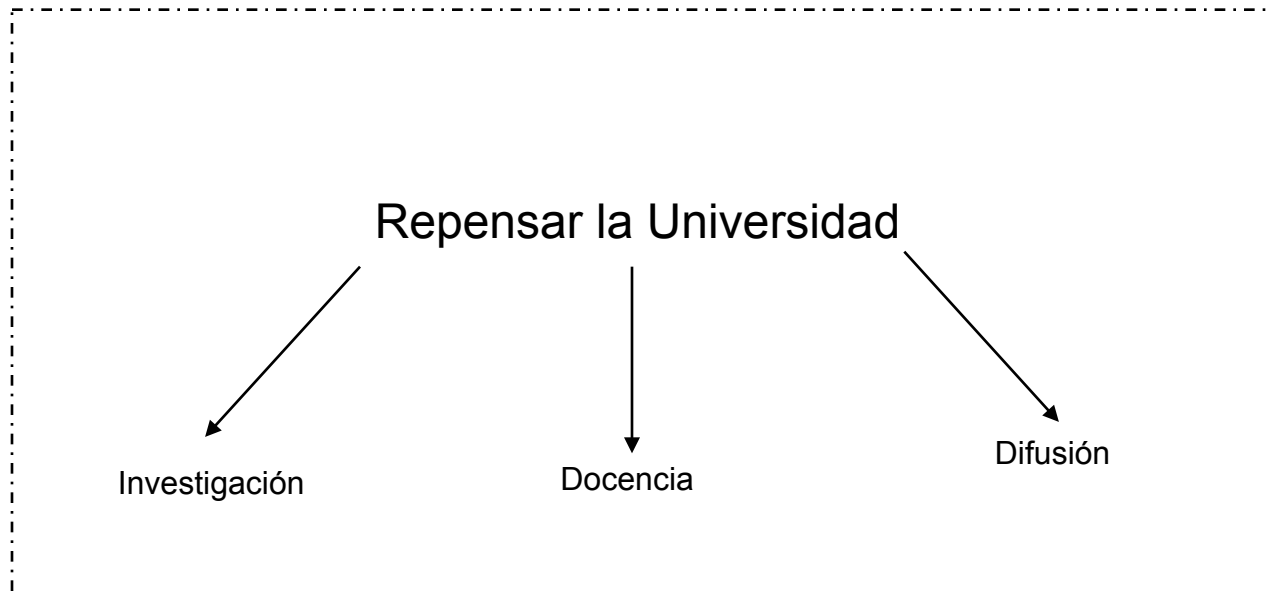 Repensar la Universidad
Investigación
Docencia
Difusión